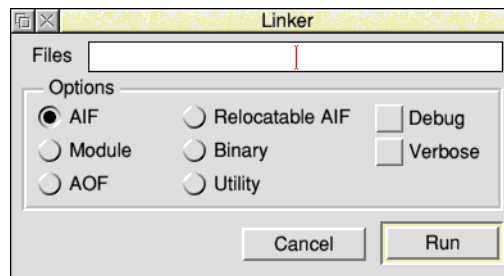 Linker
Files
Options
AIF
Relocatable AIF
Debug
Module
Binary
Verbose
AOF
Utility
Cancel
Run